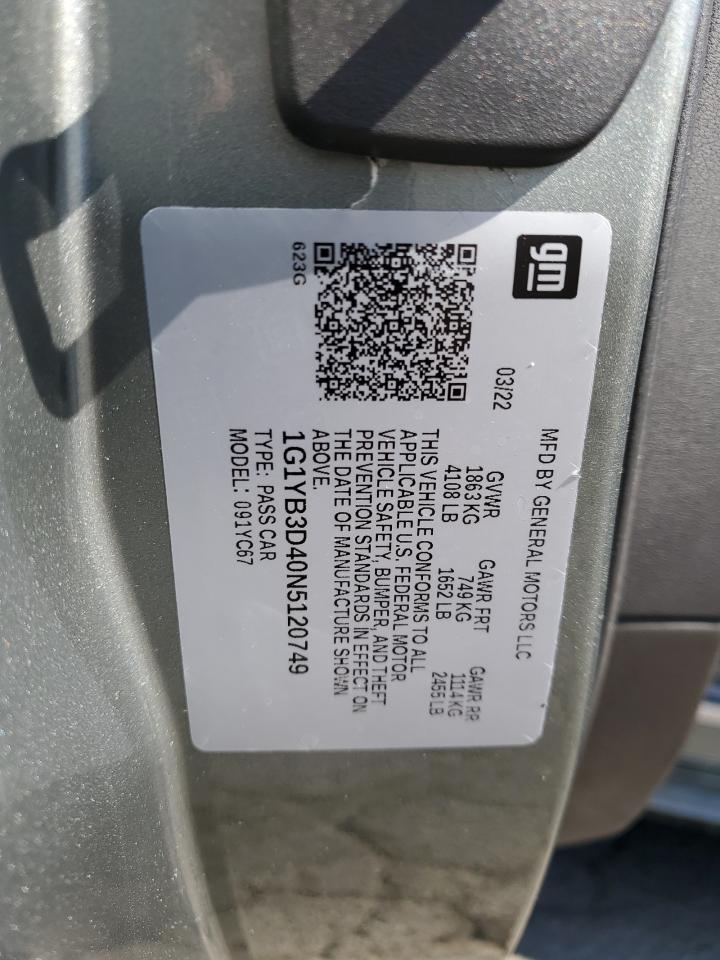 gm
MFD BY GENERAL MOTORS LLC
03/22
GVWR GAWR FRT GAWR RR
1863 KG 749 KG 1114 KG
4108 LB 1652 LB 2455 LB
THIS VEHICLE CONFORMS TO ALL
APPLICABLE U.S. FEDERAL MOTOR
VEHICLE SAFETY, BUMPER, AND THEFT
PREVENTION STANDARDS IN EFFECT ON
THE DATE OF MANUFACTURE SHOWN
ABOVE.
1G1YB3D40N5120749
TYPE: PASS CAR
MODEL: 091YC67
623G